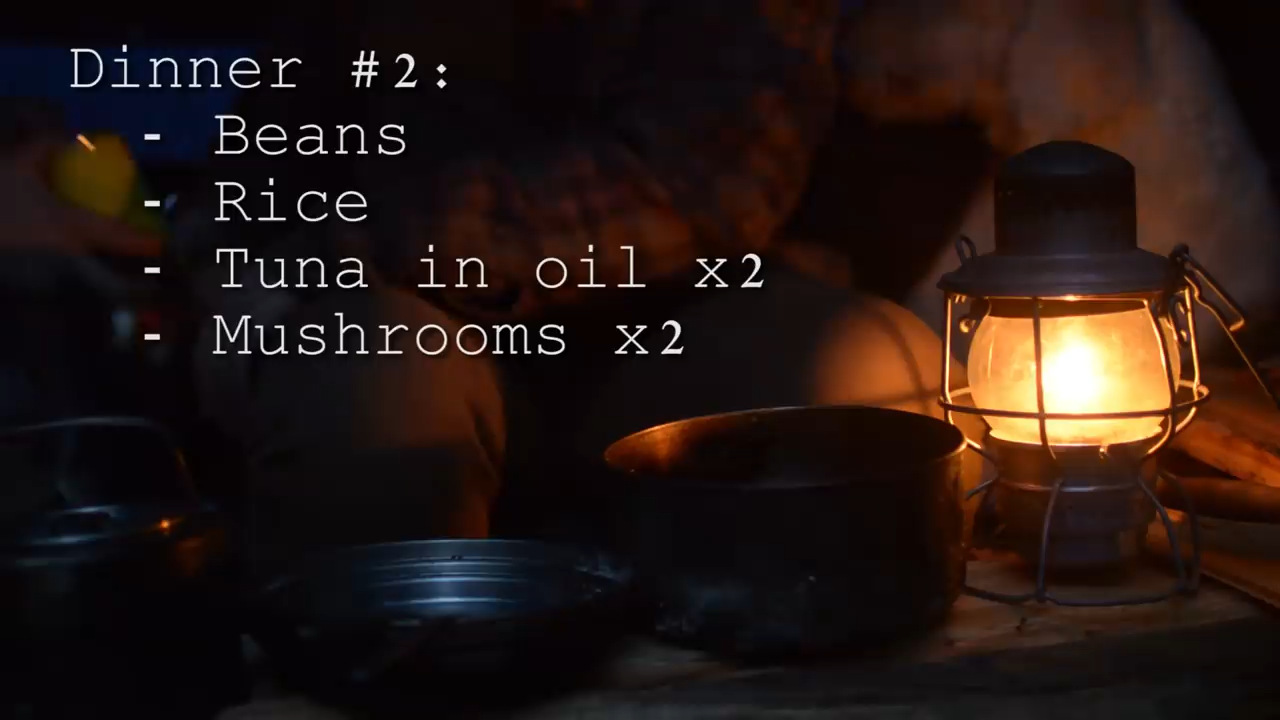 Dinner #2:
- Beans
- Rice
- Tuna in oil x2
- Mushrooms x2